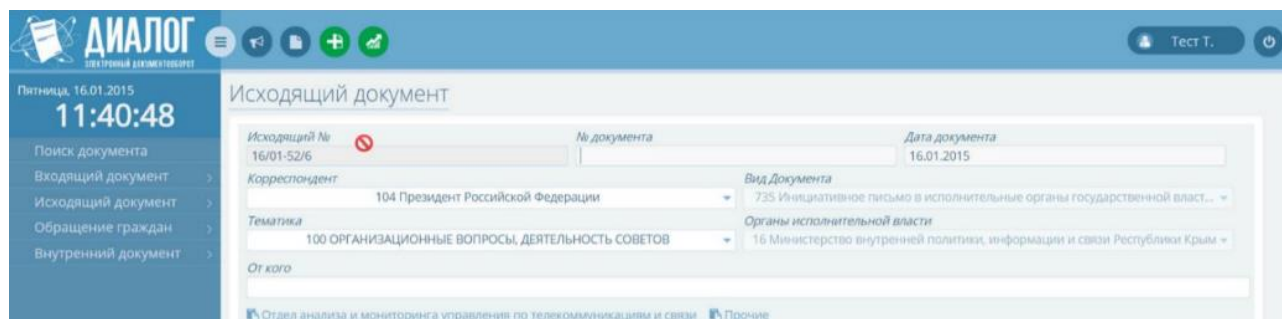 ДИАЛОГ
ЭЛЕКТРОННЫЙ ДОКУМЕНТООБОРОТ
Тест Т.
Пятница, 16.01.2015
11:40:48
Поиск документа
Входящий документ
Исходящий документ
Обращение граждан
Внутренний документ
Исходящий документ
Исходящий № № документа Дата документа
16/01-52/6 16.01.2015
Корреспондент Вид Документа
104 Президент Российской Федерации 735 Инициативное письмо в исполнительные органы государственной власт...
Тематика Органы исполнительной власти
100 ОРГАНИЗАЦИОННЫЕ ВОПРОСЫ, ДЕЯТЕЛЬНОСТЬ СОВЕТОВ 16 Министерство внутренней политики, информации и связи Республики Крым
От кого
Отдел анализа и мониторинга управления по телекоммуникациям и связи Прочие